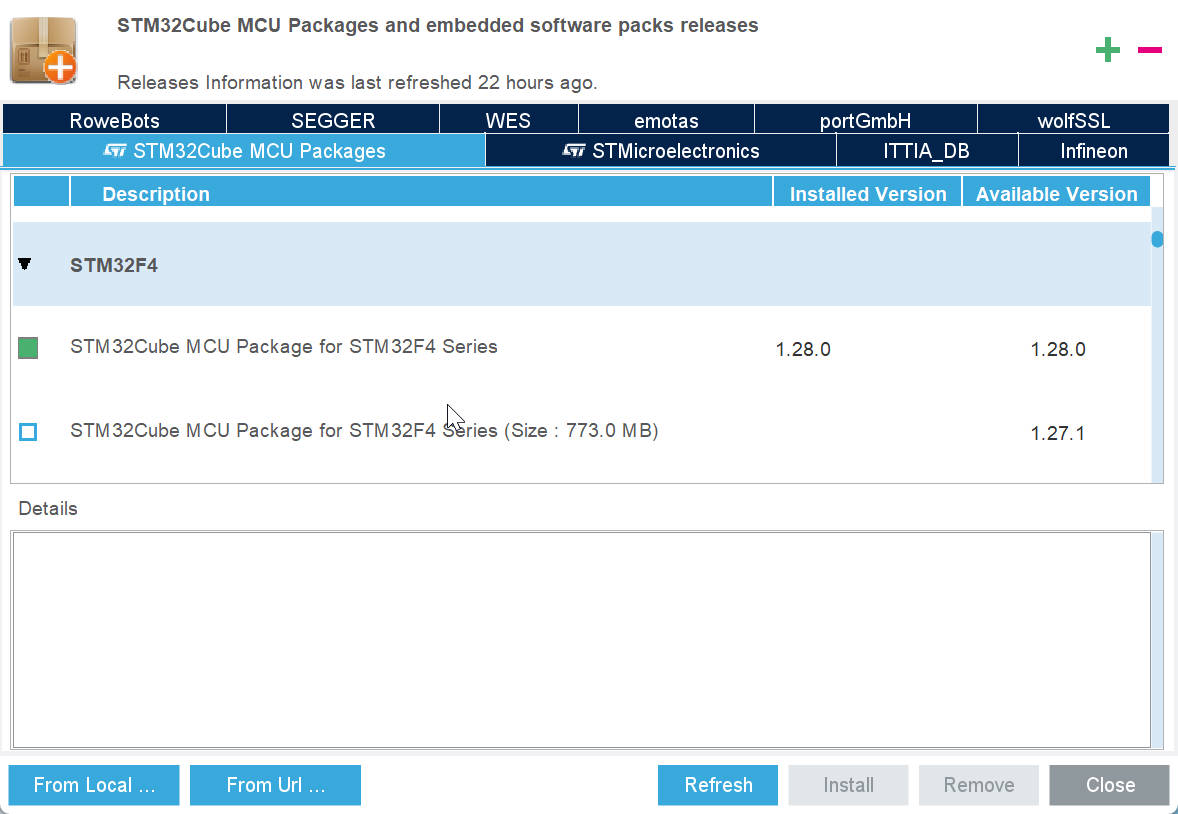 STM32Cube MCU Packages and embedded software packs releases
Releases Information was last refreshed 22 hours ago.
RoweBots SEGGER WES emotas portGmbH wolfSSL
STM32Cube MCU Packages STMicroelectronics ITTIA_DB Infineon
Description Installed Version Available Version
STM32F4
STM32Cube MCU Package for STM32F4 Series 1.28.0 1.28.0
STM32Cube MCU Package for STM32F4 Series (Size : 773.0 MB) 1.27.1
Details
From Local ... From Url ... Refresh Install Remove Close